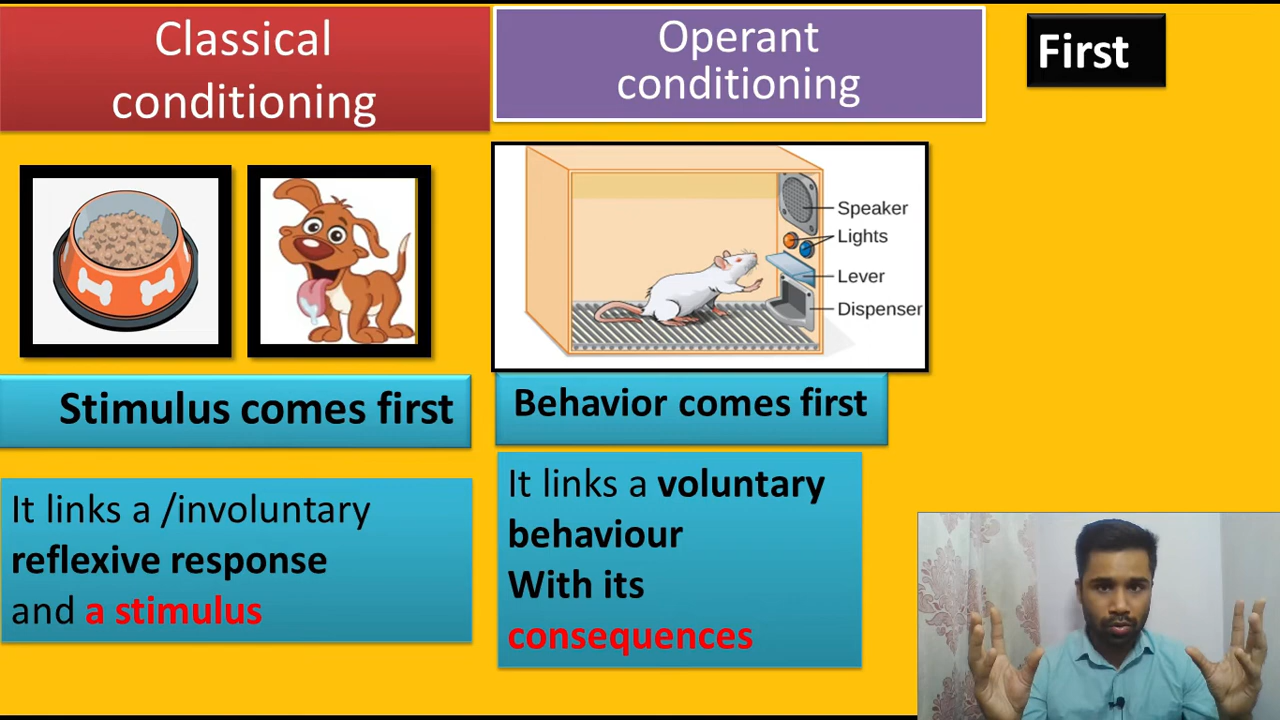 Classical
conditioning
Operant
conditioning
First
Speaker
Lights
Lever
Dispenser
Stimulus comes first
Behavior comes first
It links a /involuntary
reflexive response
and a stimulus
It links a voluntary
behaviour
With its
consequences